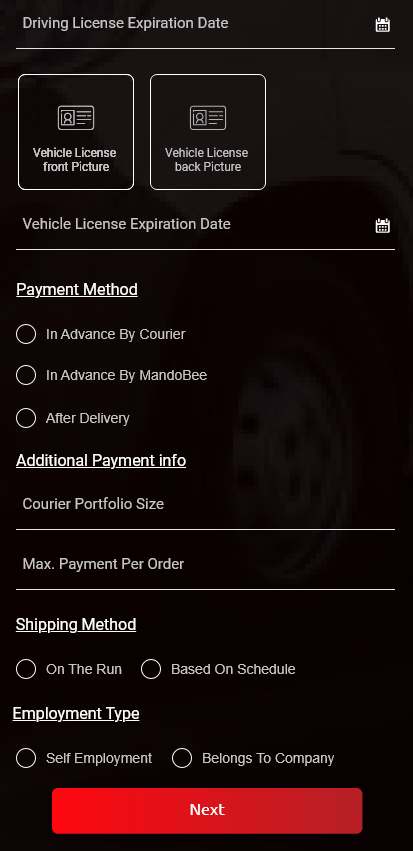 Driving License Expiration Date
Vehicle License
front Picture
Vehicle License
back Picture
Vehicle License Expiration Date
Payment Method
In Advance By Courier
In Advance By MandoBee
After Delivery
Additional Payment info
Courier Portfolio Size
Max. Payment Per Order
Shipping Method
On The Run Based On Schedule
Employment Type
Self Employment Belongs To Company
Next